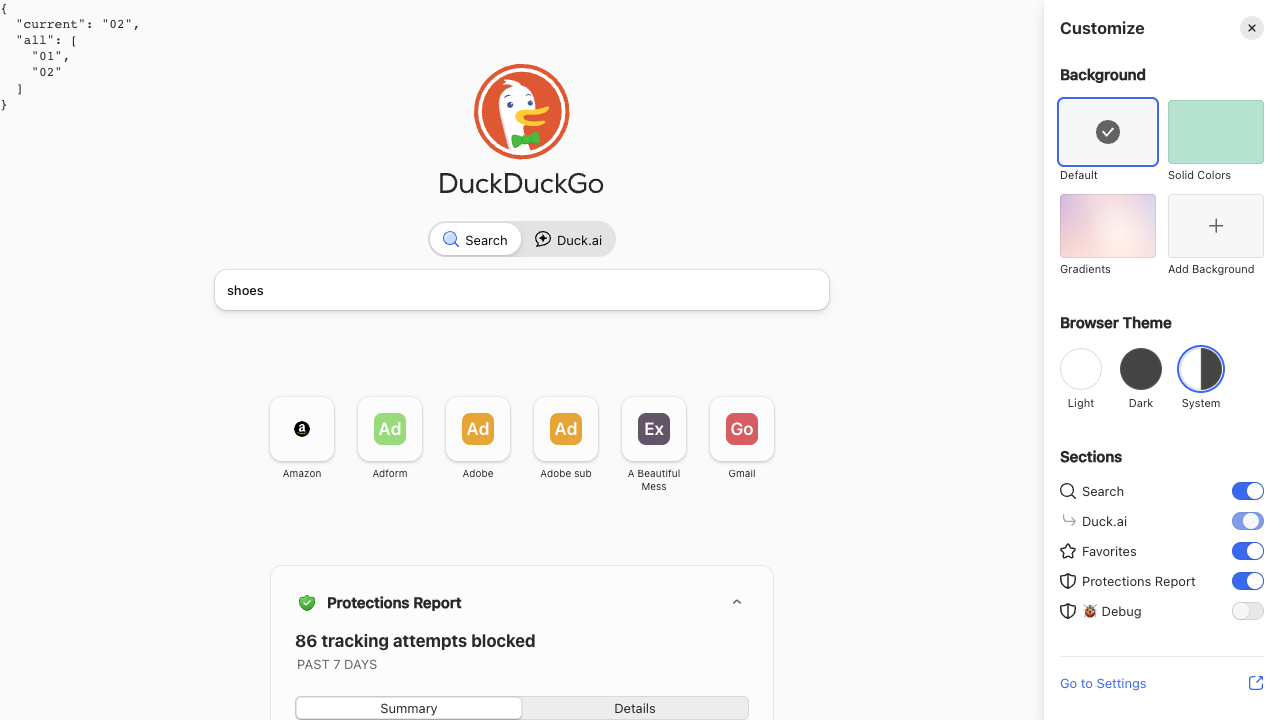 {
  "current": "02",
  "all": [
    "01",
    "02"
  ]
}
DuckDuckGo
Search
Duck.ai
shoes
a
Amazon
Ad
Adform
Ad
Adobe
Ad
Adobe sub
Ex
A Beautiful
Mess
Go
Gmail
Protections Report
86 tracking attempts blocked
PAST 7 DAYS
Summary
Details
Customize
Background
Default
Solid Colors
Gradients
Add Background
Browser Theme
Light
Dark
System
Sections
Search
Duck.ai
Favorites
Protections Report
🐞 Debug
Go to Settings